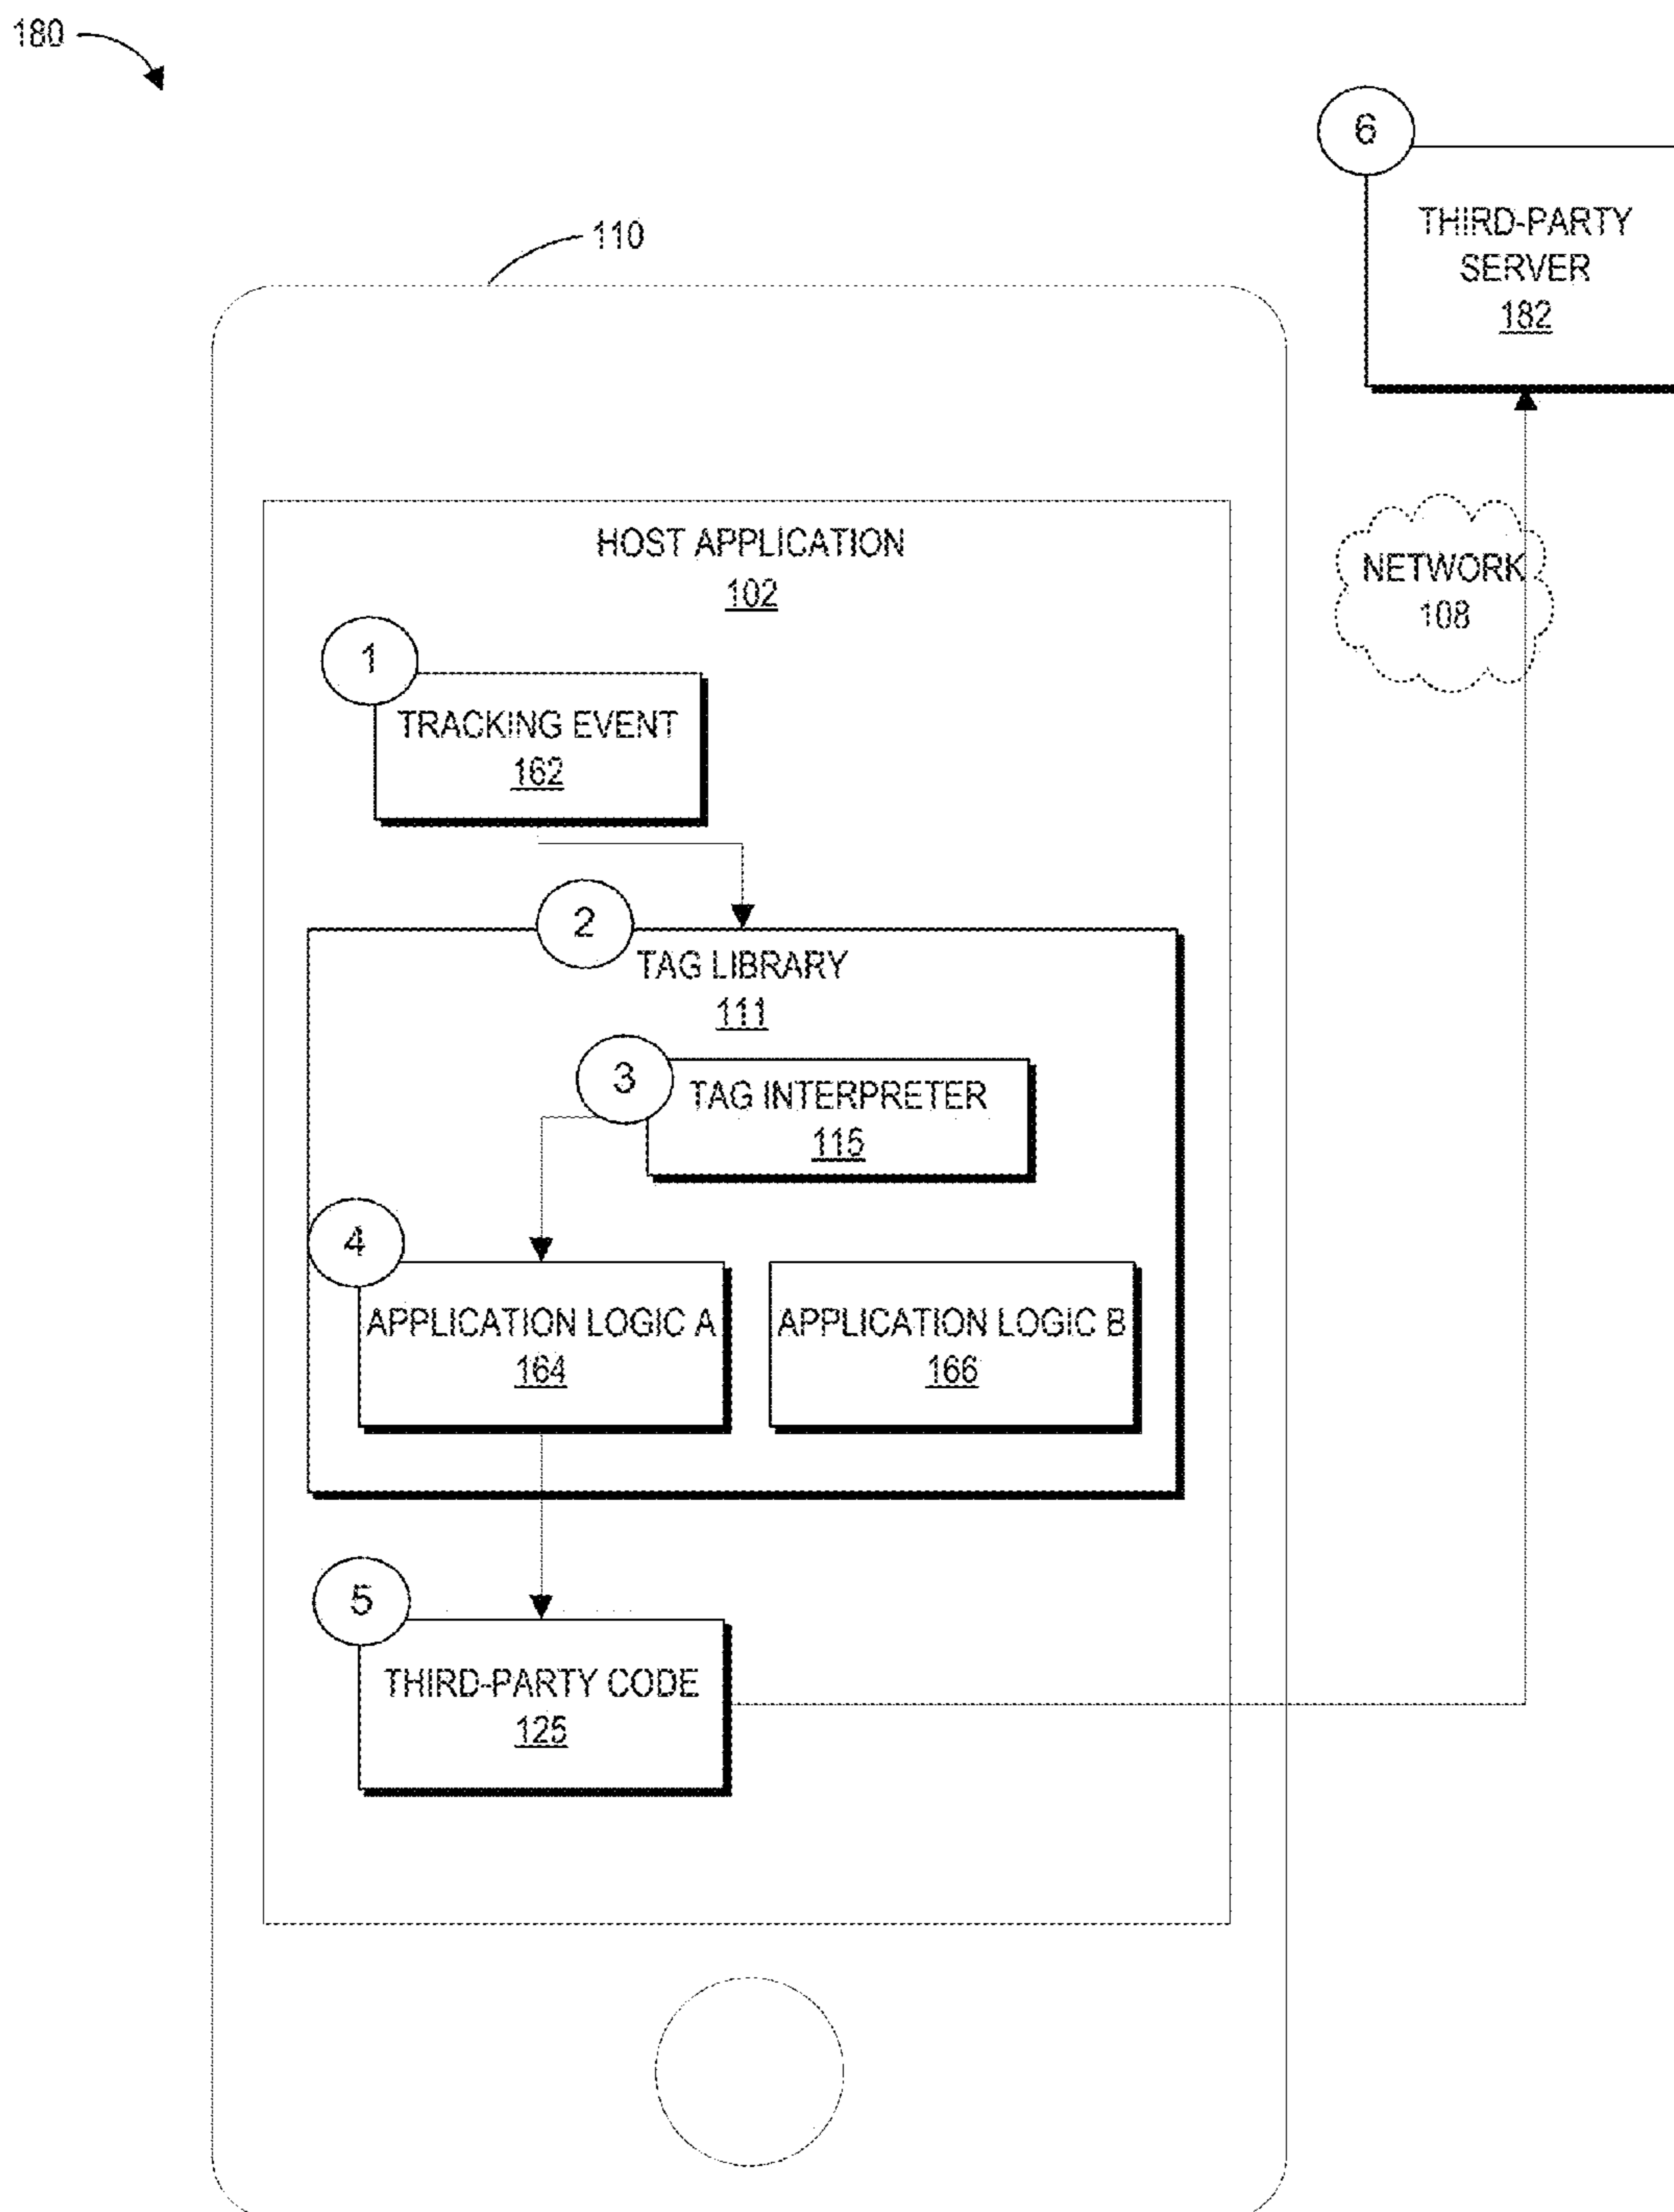 180
6
THIRD-PARTY
SERVER
182
110
HOST APPLICATION
102
NETWORK
108
1
TRACKING EVENT
162
2
TAG LIBRARY
111
3
TAG INTERPRETER
115
4
APPLICATION LOGIC A
164
APPLICATION LOGIC B
166
5
THIRD-PARTY CODE
125